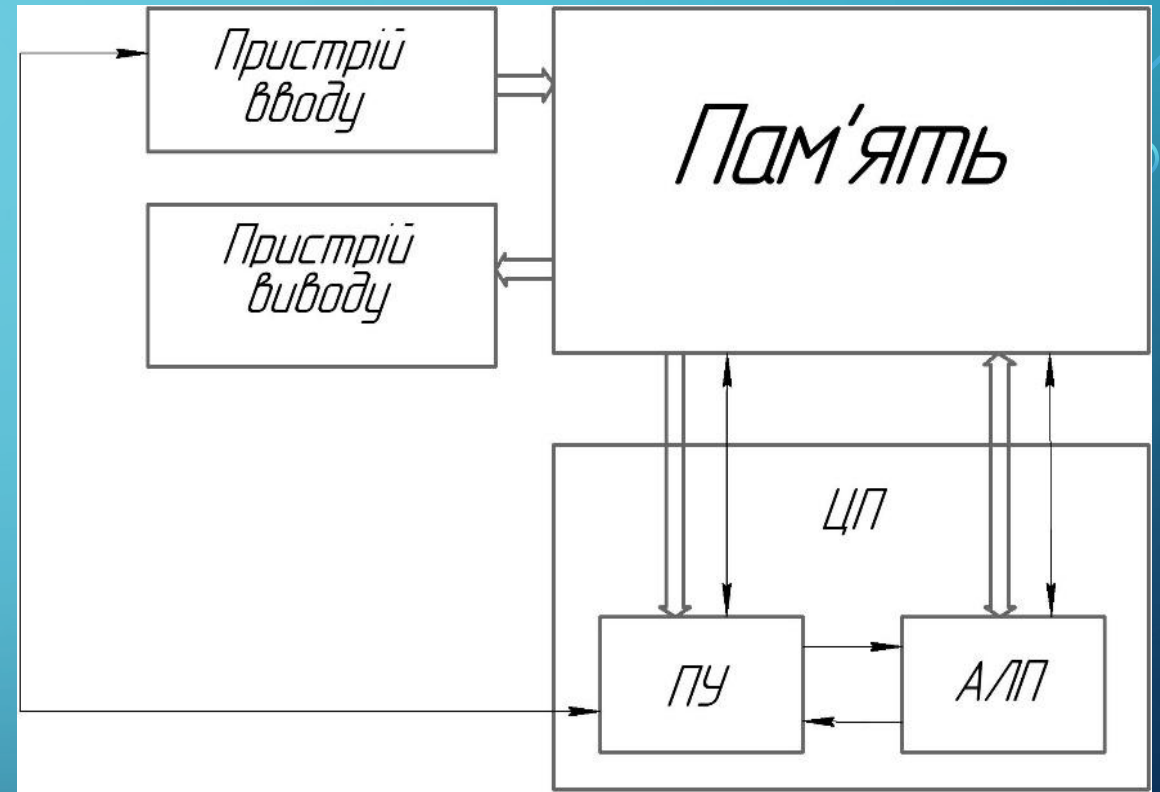 Пристрій
вводу
Пам'ять
Пристрій
виводу
ЦП
ПУ
АЛП